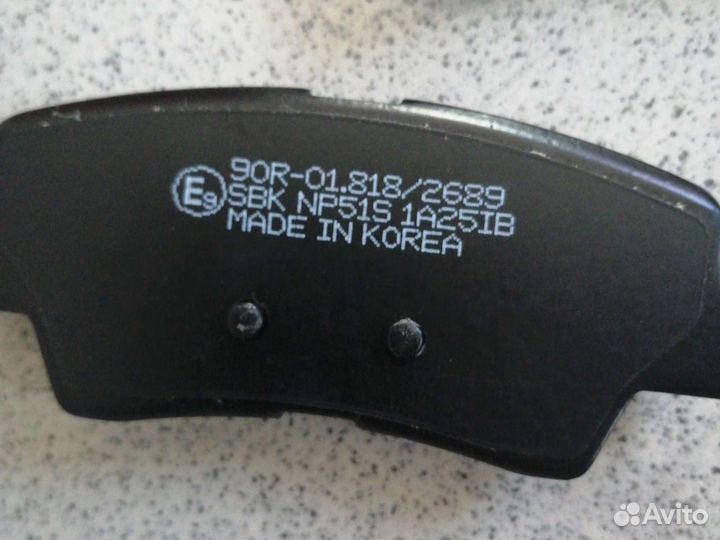 90R-01.818/2689
E9 SBK NP51S 1A25IB
MADE IN KOREA
Avito